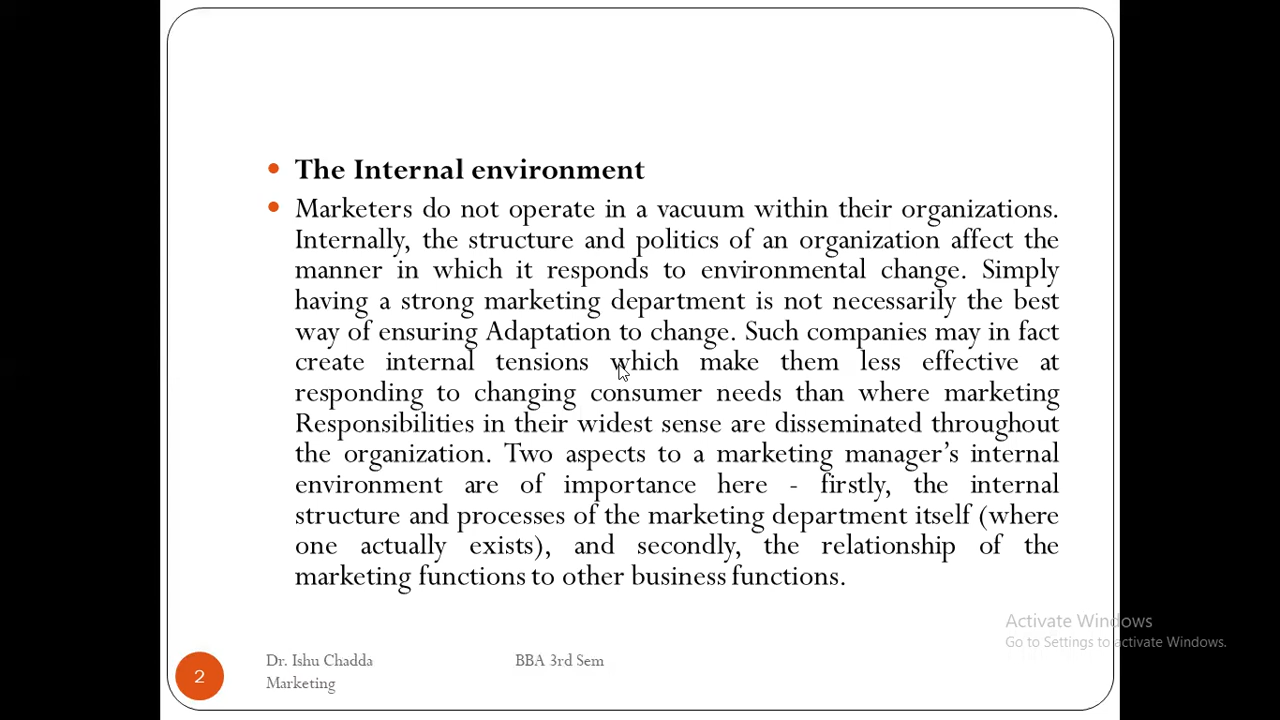 The Internal environment
Marketers do not operate in a vacuum within their organizations.
Internally, the structure and politics of an organization affect the
manner in which it responds to environmental change. Simply
having a strong marketing department is not necessarily the best
way of ensuring Adaptation to change. Such companies may in fact
create internal tensions which make them less effective at
responding to changing consumer needs than where marketing
Responsibilities in their widest sense are disseminated throughout
the organization. Two aspects to a marketing manager's internal
environment are of importance here - firstly, the internal
structure and processes of the marketing department itself (where
one actually exists), and secondly, the relationship of the
marketing functions to other business functions.
Activate Windows
Go to Settings to activate Windows.
2
Dr. Ishu Chadda
Marketing
BBA 3rd Sem